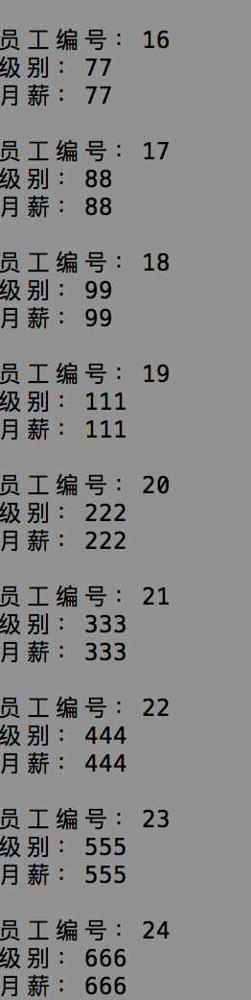 员工编号: 16
级别: 77
月薪: 77
员工编号: 17
级别: 88
月薪: 88
员工编号: 18
级别: 99
月薪: 99
员工编号: 19
级别: 111
月薪: 111
员工编号: 20
级别: 222
月薪: 222
员工编号: 21
级别: 333
月薪: 333
员工编号: 22
级别: 444
月薪: 444
员工编号: 23
级别: 555
月薪: 555
员工编号: 24
级别: 666
月薪: 666